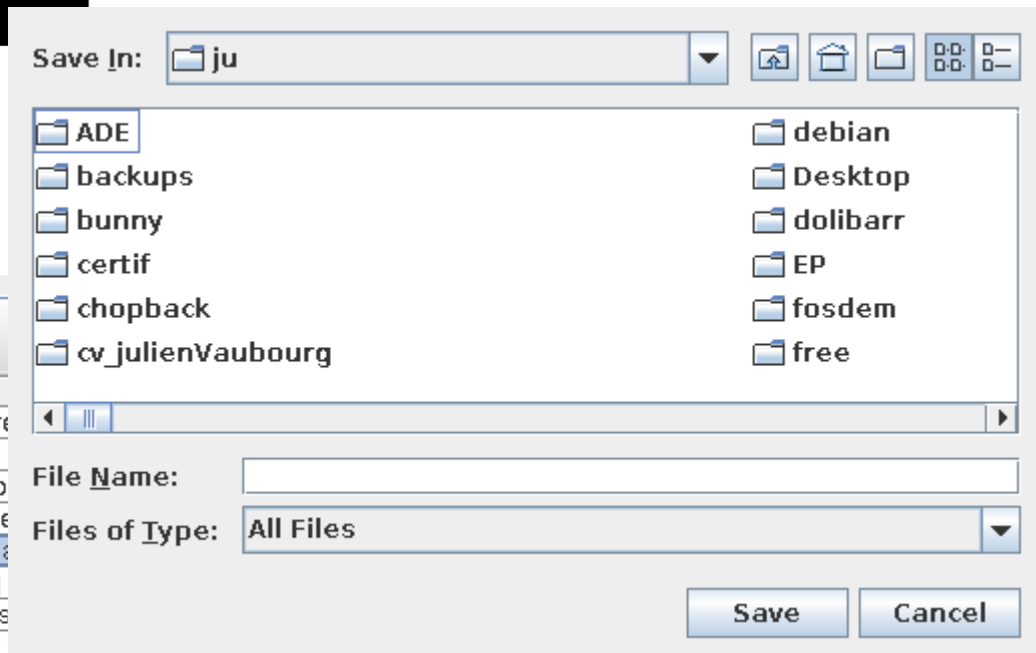 Save In: ju
ADE
backups
bunny
certif
chopback
cv_julienVaubourg
debian
Desktop
dolibarr
EP
fosdem
free
File Name:
Files of Type: All Files
Save Cancel